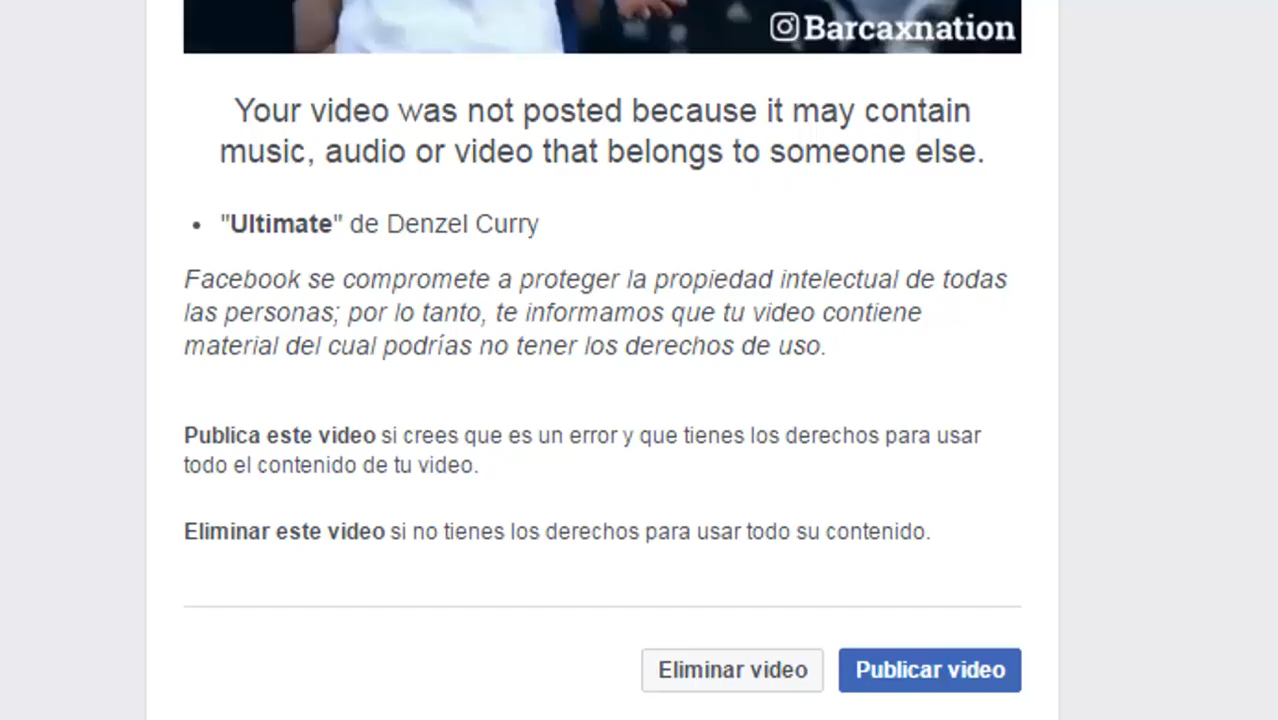 Barcaxnation
Your video was not posted because it may contain
music, audio or video that belongs to someone else.
• "Ultimate" de Denzel Curry
Facebook se compromete a proteger la propiedad intelectual de todas
las personas; por lo tanto, te informamos que tu video contiene
material del cual podrías no tener los derechos de uso.
Publica este video si crees que es un error y que tienes los derechos para usar
todo el contenido de tu video.
Eliminar este video si no tienes los derechos para usar todo su contenido.
Eliminar video Publicar video